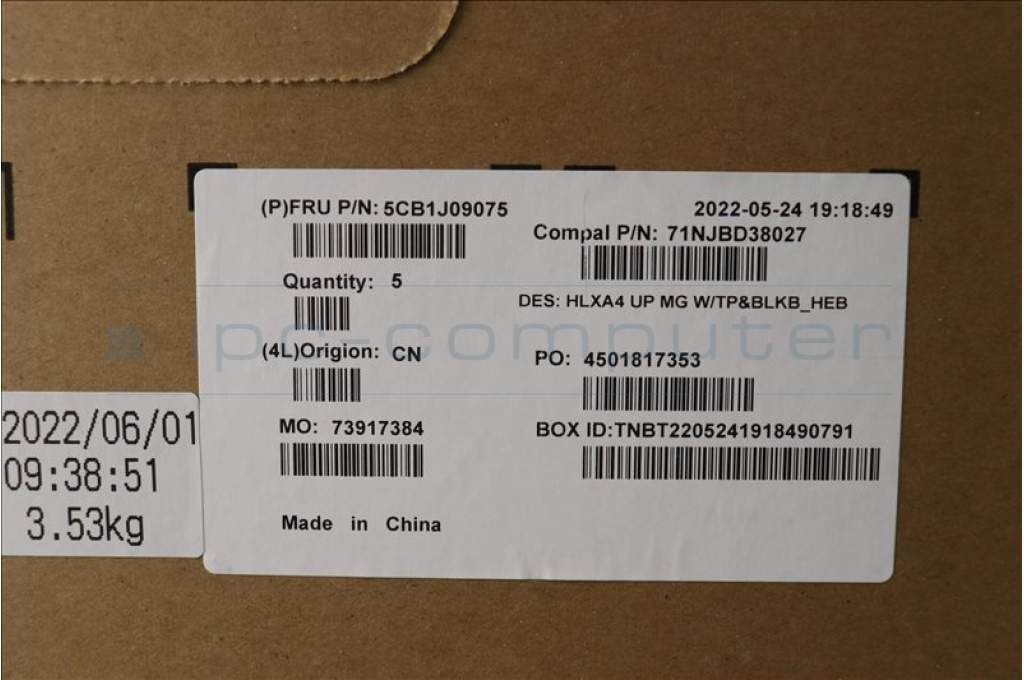 (P)FRU P/N: 5CB1J09075
2022-05-24 19:18:49
Compal P/N: 71NJBD38027
Quantity: 5
DES: HLXA4 UP MG W/TP&BLKB_HEB
ipc-computer
(4L)Origion: CN
PO: 4501817353
MO: 73917384
BOX ID:TNBT2205241918490791
Made in China
2022/06/01
09:38:51
3.53kg